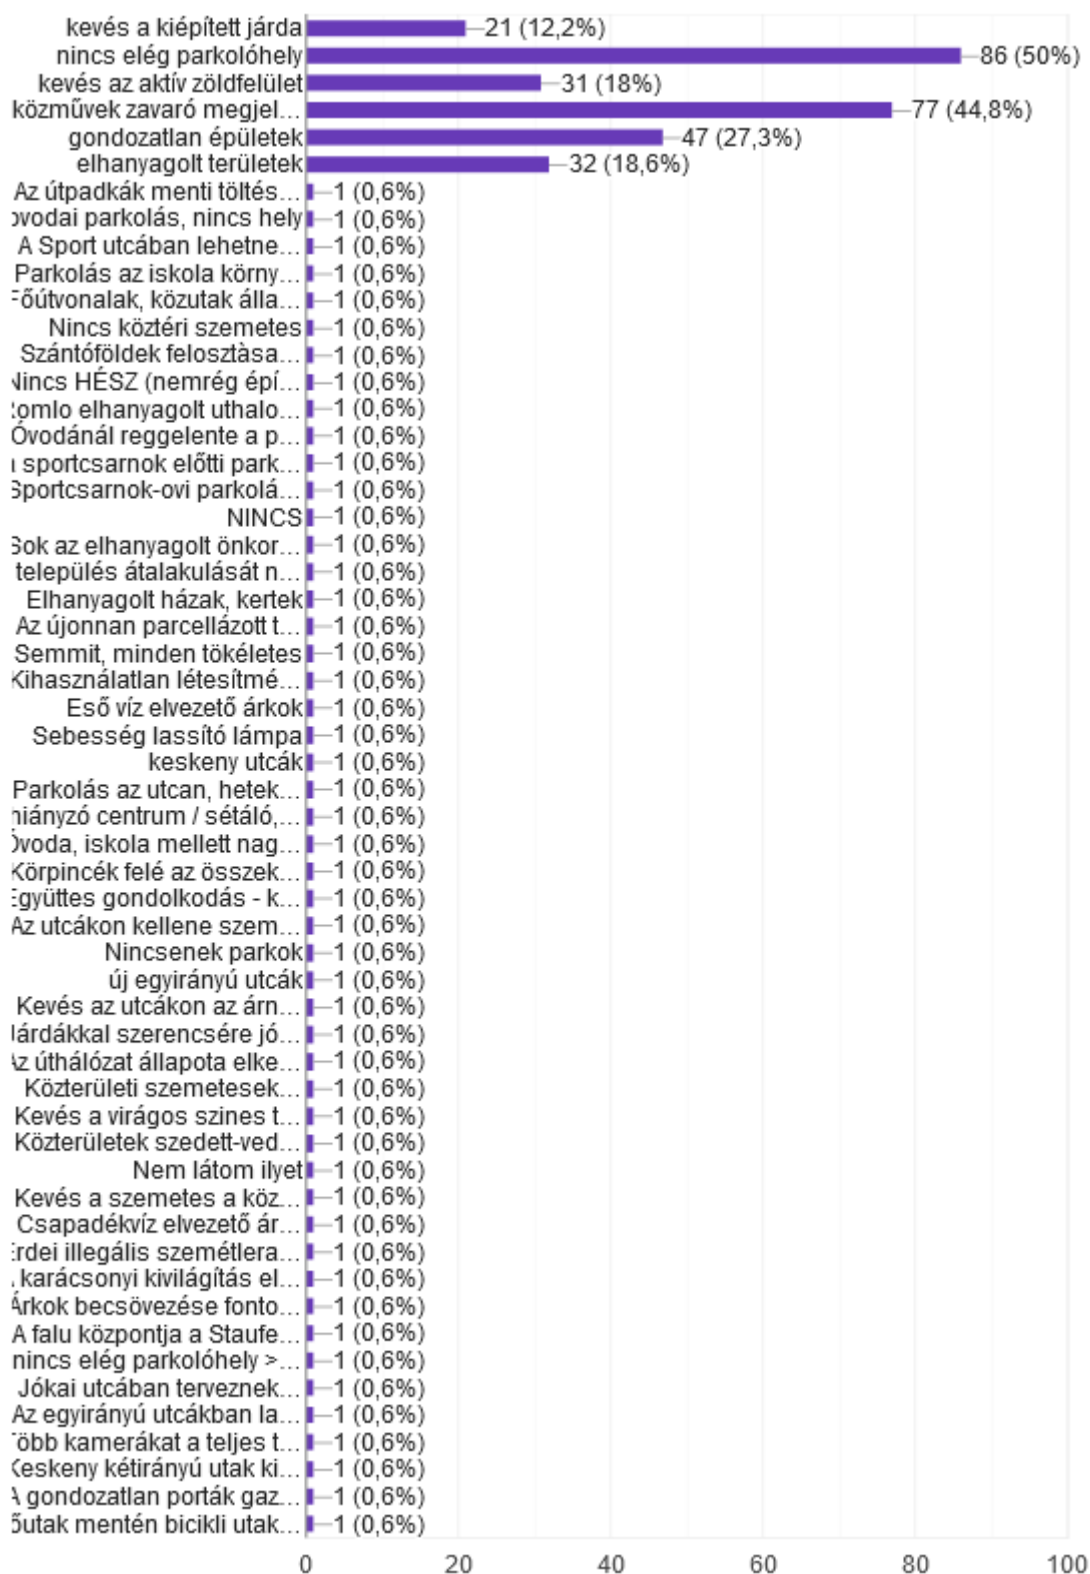 kevés a kiépített járda 21 (12,2%)
nincs elég parkolóhely 86 (50%)
kevés az aktív zöldfelület 31 (18%)
közművek zavaró megjel… 77 (44,8%)
gondozatlan épületek 47 (27,3%)
elhanyagolt területek 32 (18,6%)
Az útpadkák menti töltés… 1 (0,6%)
parkolás, nincs hely 1 (0,6%)
A Sport utcában lehetne… 1 (0,6%)
Parkolás az iskola körny… 1 (0,6%)
Főútvonalak, közutak álla… 1 (0,6%)
Nincs köztéri szemetes 1 (0,6%)
Szántóföldek felosztàsa… 1 (0,6%)
Nincs HÉSZ (nemrég épí… 1 (0,6%)
elhanyagolt uthalo… 1 (0,6%)
Óvodánál reggelente a p… 1 (0,6%)
sportcsarnok előtti park… 1 (0,6%)
Sportcsarnok-ovi parkolá… 1 (0,6%)
NINCS 1 (0,6%)
Sok az elhanyagolt önkor… 1 (0,6%)
település átalakulását n… 1 (0,6%)
Elhanyagolt házak, kertek 1 (0,6%)
Az újonnan parcellázott t… 1 (0,6%)
Semmit, minden tökéletes 1 (0,6%)
Kihasználatlan létesítmé… 1 (0,6%)
Eső víz elvezető árkok 1 (0,6%)
Sebesség lassító lámpa 1 (0,6%)
keskeny utcák 1 (0,6%)
Parkolás az utcan, hetek… 1 (0,6%)
hiányzó centrum / sétáló,… 1 (0,6%)
Óvoda, iskola mellett nag… 1 (0,6%)
Körpincék felé az összek… 1 (0,6%)
Együttes gondolkodás - k… 1 (0,6%)
Az utcákon kellene szem… 1 (0,6%)
Nincsenek parkok 1 (0,6%)
új egyirányú utcák 1 (0,6%)
Kevés az utcákon az árn… 1 (0,6%)
Járdákkal szerencsére jó… 1 (0,6%)
Az úthálózat állapota elke… 1 (0,6%)
Közterületi szemetesek… 1 (0,6%)
Kevés a virágos szines t… 1 (0,6%)
Közterületek szedett-ved… 1 (0,6%)
Nem látom ilyet 1 (0,6%)
Kevés a szemetes a köz… 1 (0,6%)
Csapadékvíz elvezető ár… 1 (0,6%)
Erdei illegális szemétlera… 1 (0,6%)
karácsonyi kivilágítás el… 1 (0,6%)
Árkok becsövezése fonto… 1 (0,6%)
A falu központja a Staufe… 1 (0,6%)
nincs elég parkolóhely >… 1 (0,6%)
Jókai utcában terveznek… 1 (0,6%)
Az egyirányú utcákban la… 1 (0,6%)
Több kamerákat a teljes t… 1 (0,6%)
Keskeny kétirányú utak ki… 1 (0,6%)
A gondozatlan porták gaz… 1 (0,6%)
mentén bicikli utak… 1 (0,6%)
0 20 40 60 80 100